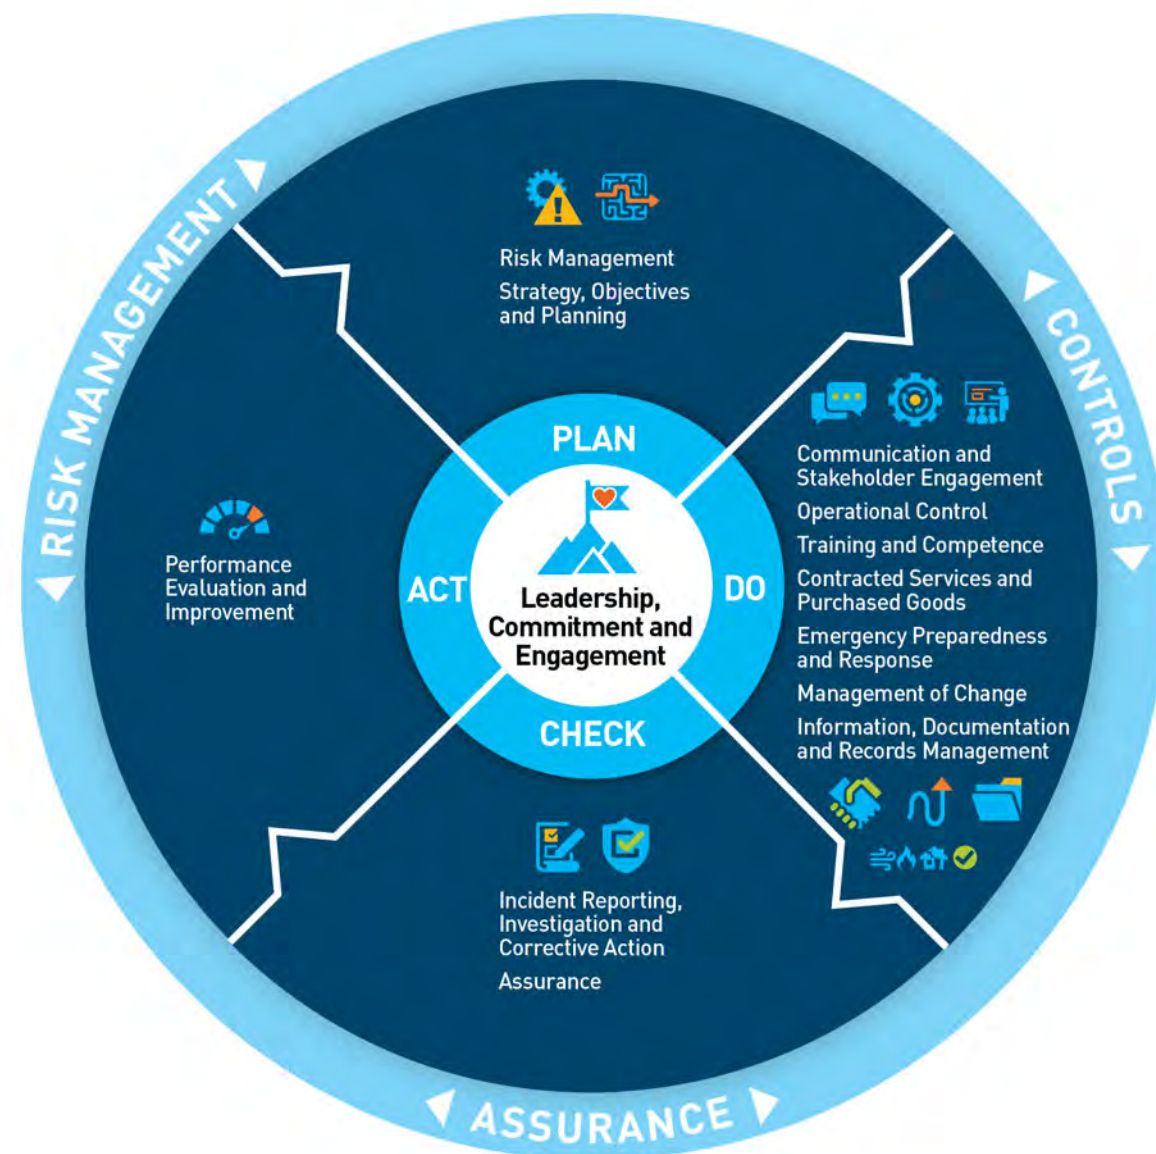 RISK MANAGEMENT
CONTROLS
ASSURANCE
Risk Management
Strategy, Objectives
and Planning
PLAN
DO
CHECK
ACT
Leadership,
Commitment and
Engagement
Communication and
Stakeholder Engagement
Operational Control
Training and Competence
Contracted Services and
Purchased Goods
Emergency Preparedness
and Response
Management of Change
Information, Documentation
and Records Management
Incident Reporting,
Investigation and
Corrective Action
Assurance
Performance
Evaluation and
Improvement